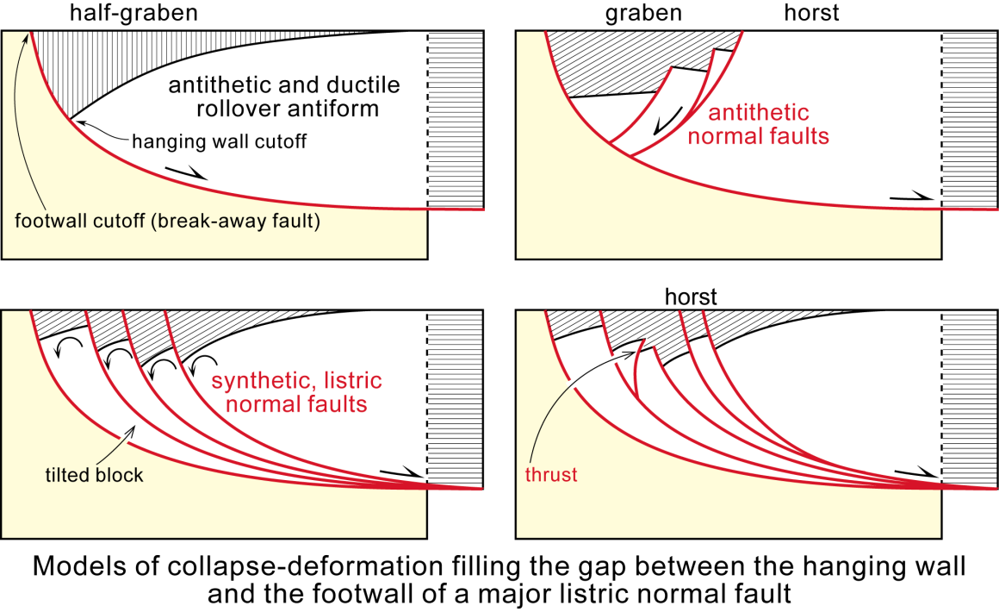 half-graben
graben
horst
antithetic and ductile
rollover antiform
hanging wall cutoff
footwall cutoff (break-away fault)
antithetic
normal faults
horst
synthetic, listric
normal faults
tilted block
thrust
Models of collapse-deformation filling the gap between the hanging wall
and the footwall of a major listric normal fault